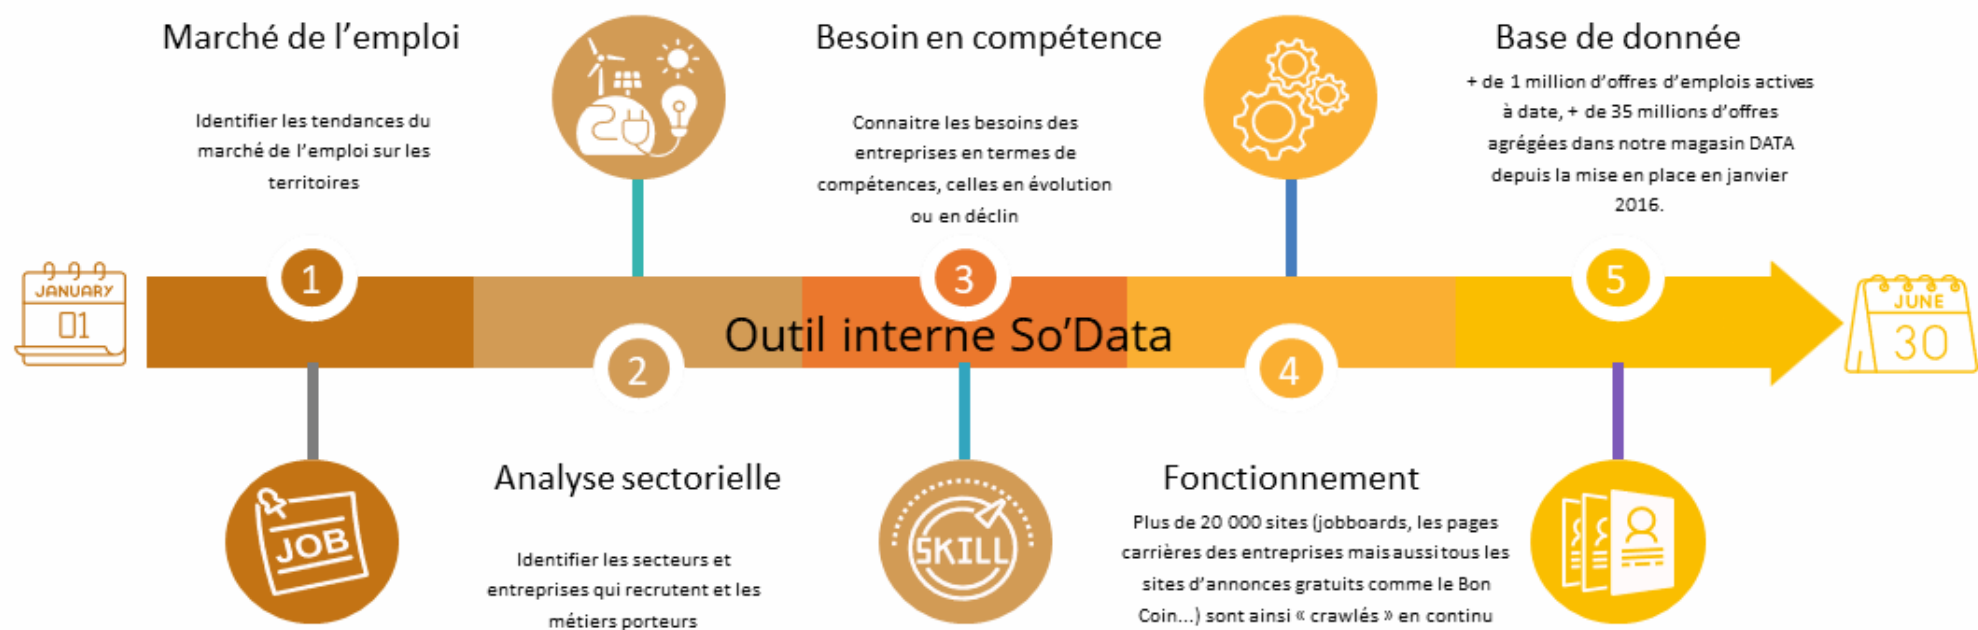 Marché de l'emploi
Identifier les tendances du
marché de l'emploi sur les
territoires
Besoin en compétence
Connaitre les besoins des
entreprises en termes de
compétences, celles en évolution
ou en déclin
Base de donnée
+ de 1 million d'offres d'emplois actives
à date, + de 35 millions d'offres
agrégées dans notre magasin DATA
depuis la mise en place en janvier
2016.
JANUARY
01
1
2
3
4
5
Outil interne So'Data
JUNE
30
JOB
Analyse sectorielle
Identifier les secteurs et
entreprises qui recrutent et les
métiers porteurs
SKILL
Fonctionnement
Plus de 20 000 sites (jobboards, les pages
carrières des entreprises mais aussi tous les
sites d'annonces gratuits comme le Bon
Coin...) sont ainsi « crawlés » en continu